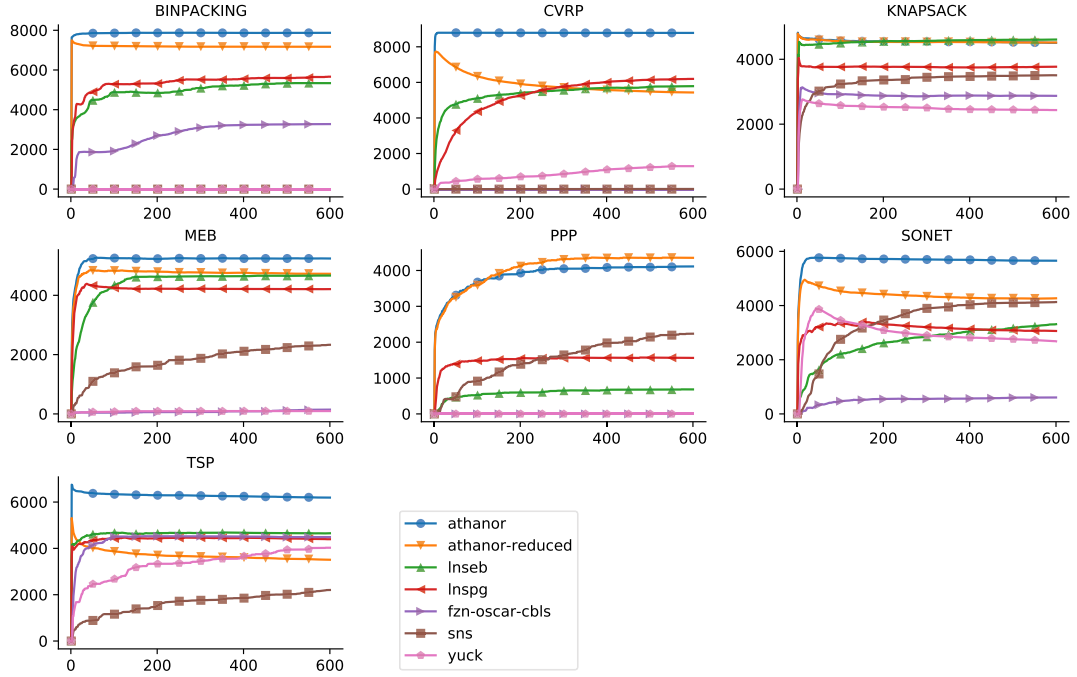 BINPACKING
8000
6000
4000
2000
0
0 200 400 600
CVRP
8000
6000
4000
2000
0
0 200 400 600
KNAPSACK
4000
2000
0
0 200 400 600
MEB
4000
2000
0
0 200 400 600
PPP
4000
3000
2000
1000
0
0 200 400 600
SONET
6000
4000
2000
0
0 200 400 600
TSP
6000
4000
2000
0
0 200 400 600
athanor
athanor-reduced
lnseb
lnspg
fzn-oscar-cbls
sns
yuck